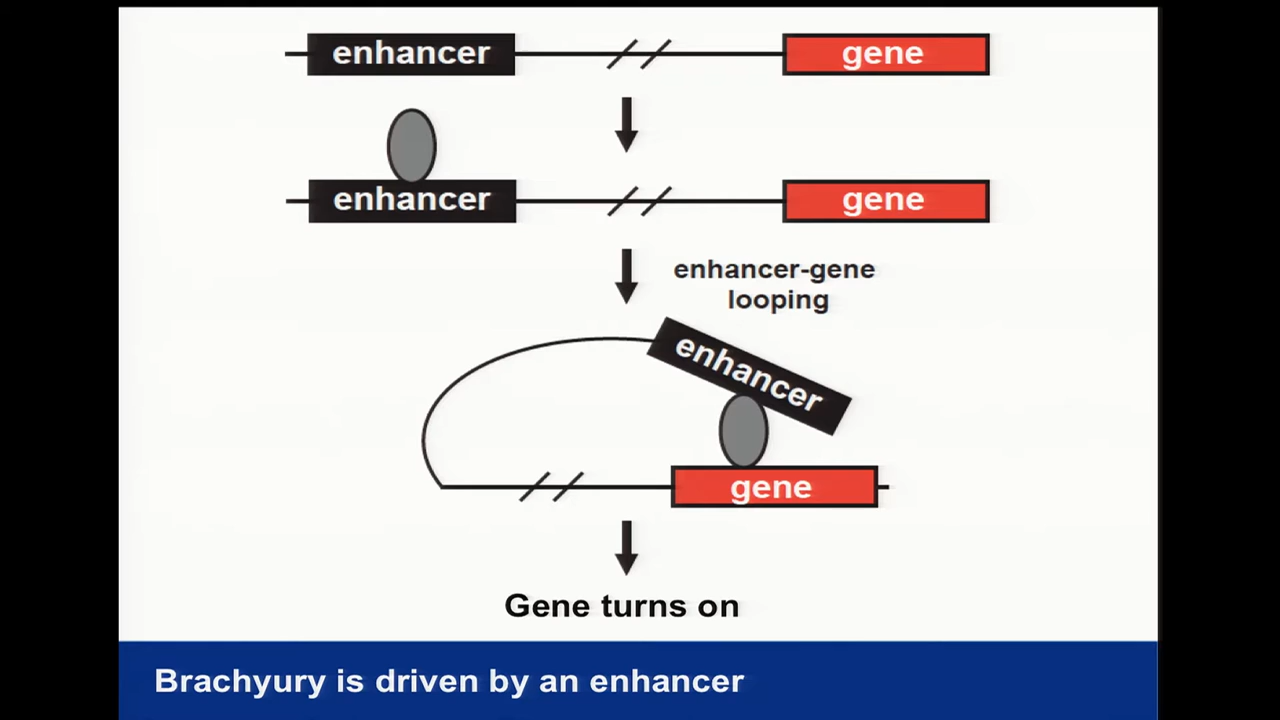 enhancer
gene
enhancer
gene
enhancer-gene
looping
enhancer
gene
Gene turns on
Brachyury is driven by an enhancer